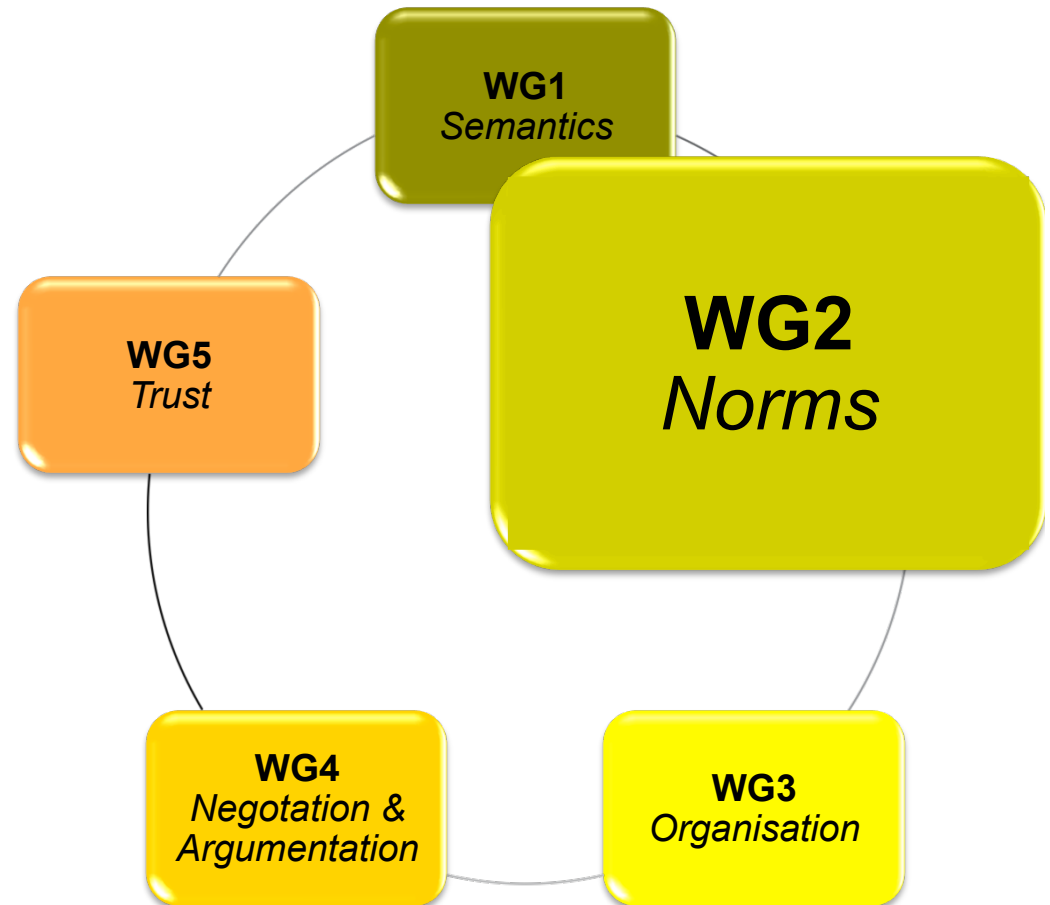 WG1
Semantics
WG2
Norms
WG5
Trust
WG4
Negotation &
Argumentation
WG3
Organisation